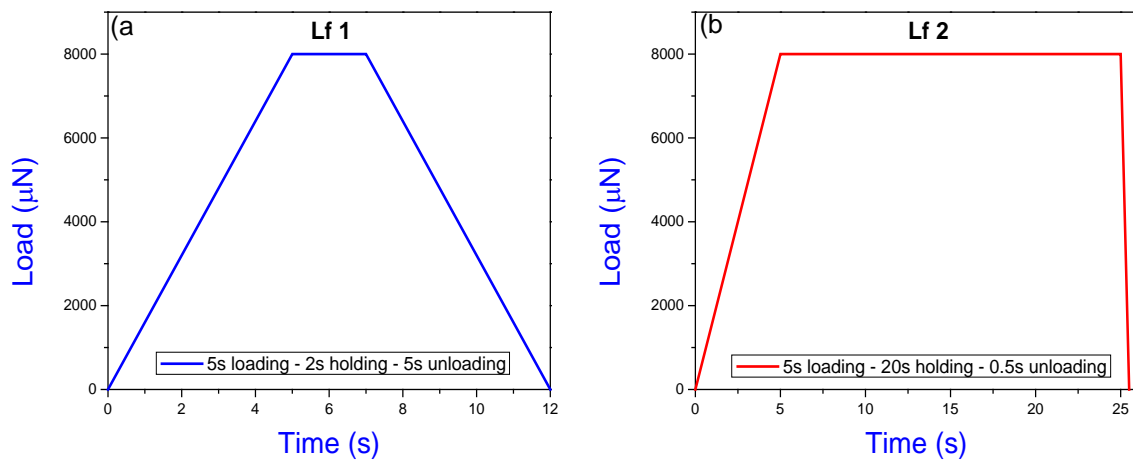 (a
Lf 1
Load (μN)
8000
6000
4000
2000
0
5s loading - 2s holding - 5s unloading
0 2 4 6 8 10 12
Time (s)
(b
Lf 2
Load (μN)
8000
6000
4000
2000
0
5s loading - 20s holding - 0.5s unloading
0 5 10 15 20 25
Time (s)